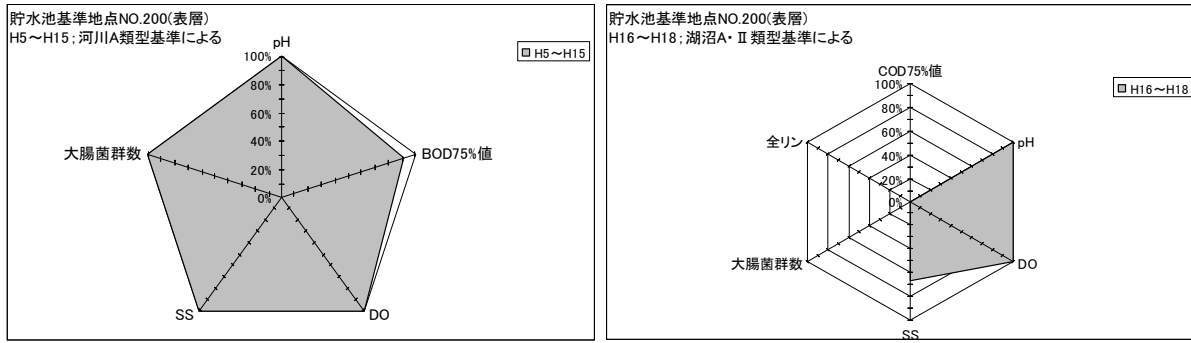 貯水池基準地点NO.200(表層)
H5～H15；河川A類型基準による
pH
H5～H15
100%
80%
60%
40%
20%
0%
大腸菌群数
BOD75%値
SS
DO
貯水池基準地点NO.200(表層)
H16～H18；湖沼A・Ⅱ類型基準による
COD75%値
H16～H18
100%
80%
60%
40%
20%
0%
全リン
pH
大腸菌群数
DO
SS